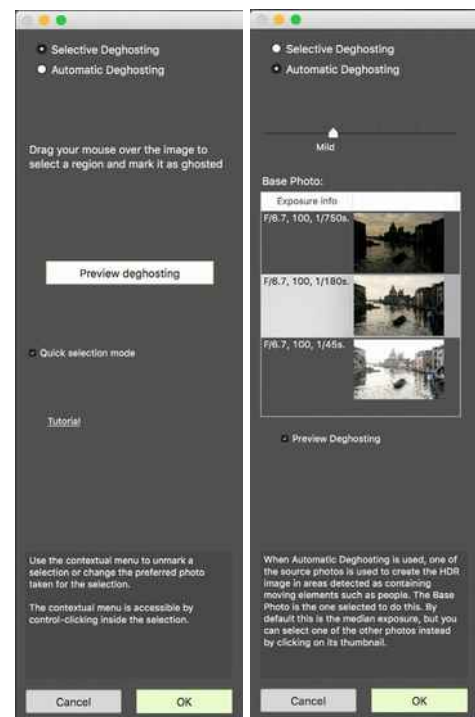 Selective Deghosting
Automatic Deghosting
Drag your mouse over the image to
select a region and mark it as ghosted
Preview deghosting
Quick selection mode
Tutorial
Use the contextual menu to unmark a
selection or change the preferred photo
taken for the selection.
The contextual menu is accessible by
control-clicking inside the selection.
Cancel
OK
Selective Deghosting
Automatic Deghosting
Mild
Base Photo:
Exposure info
F/6.7, 100, 1/750s.
F/6.7, 100, 1/180s.
F/6.7, 100, 1/45s.
Preview Deghosting
When Automatic Deghosting is used, one of
the source photos is used to create the HDR
image in areas detected as containing
moving elements such as people. The Base
Photo is the one selected to do this. By
default this is the median exposure, but you
can select one of the other photos instead
by clicking on its thumbnail.
Cancel
OK